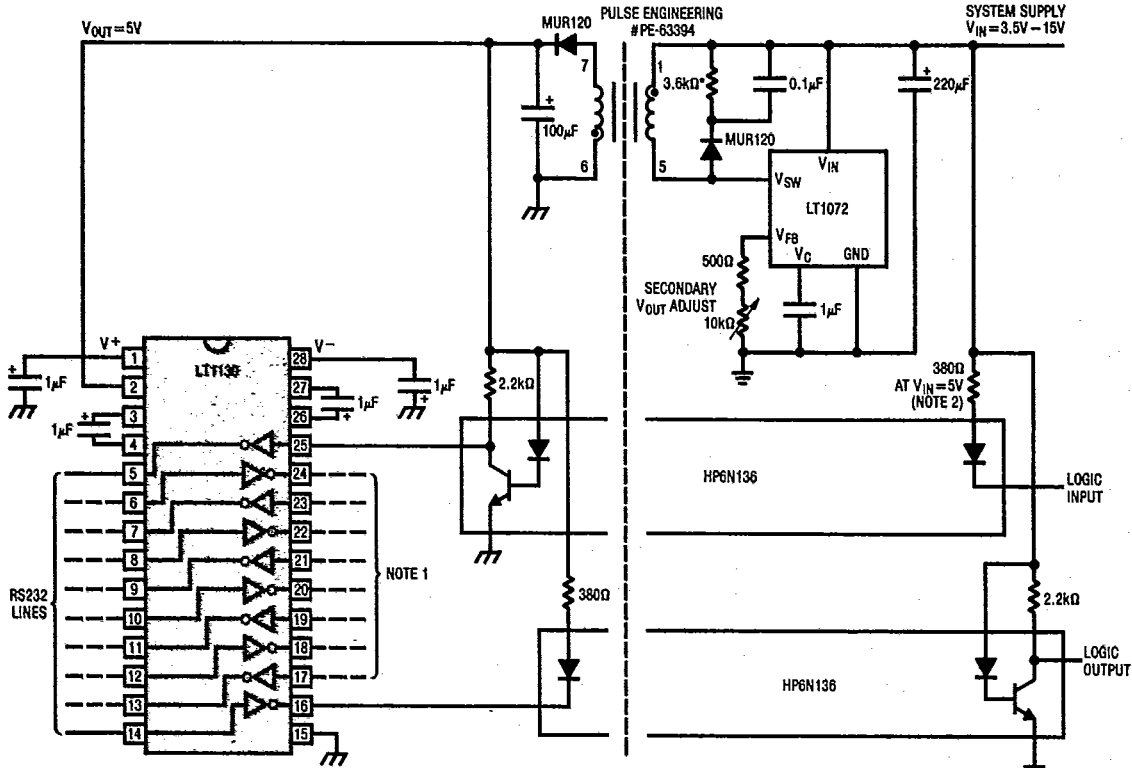 V_OUT=5V
MUR120
PULSE ENGINEERING
#PE-63394
SYSTEM SUPPLY
V_IN=3.5V–15V
7
6
+
100µF
1
5
3.6kΩ*
0.1µF
MUR120
+
220µF
V_SW
V_IN
LT1072
V_FB
V_C
GND
500Ω
SECONDARY
V_OUT ADJUST
10kΩ
1µF
380Ω
AT V_IN=5V
(NOTE 2)
V+
LT1130
V–
+
1µF
1µF
+
1µF
+
1µF
+
1
2
3
4
5
6
7
8
9
10
11
12
13
14
28
27
26
25
24
23
22
21
20
19
18
17
16
15
RS232
LINES
NOTE 1
2.2kΩ
HP6N136
LOGIC
INPUT
380Ω
2.2kΩ
HP6N136
LOGIC
OUTPUT